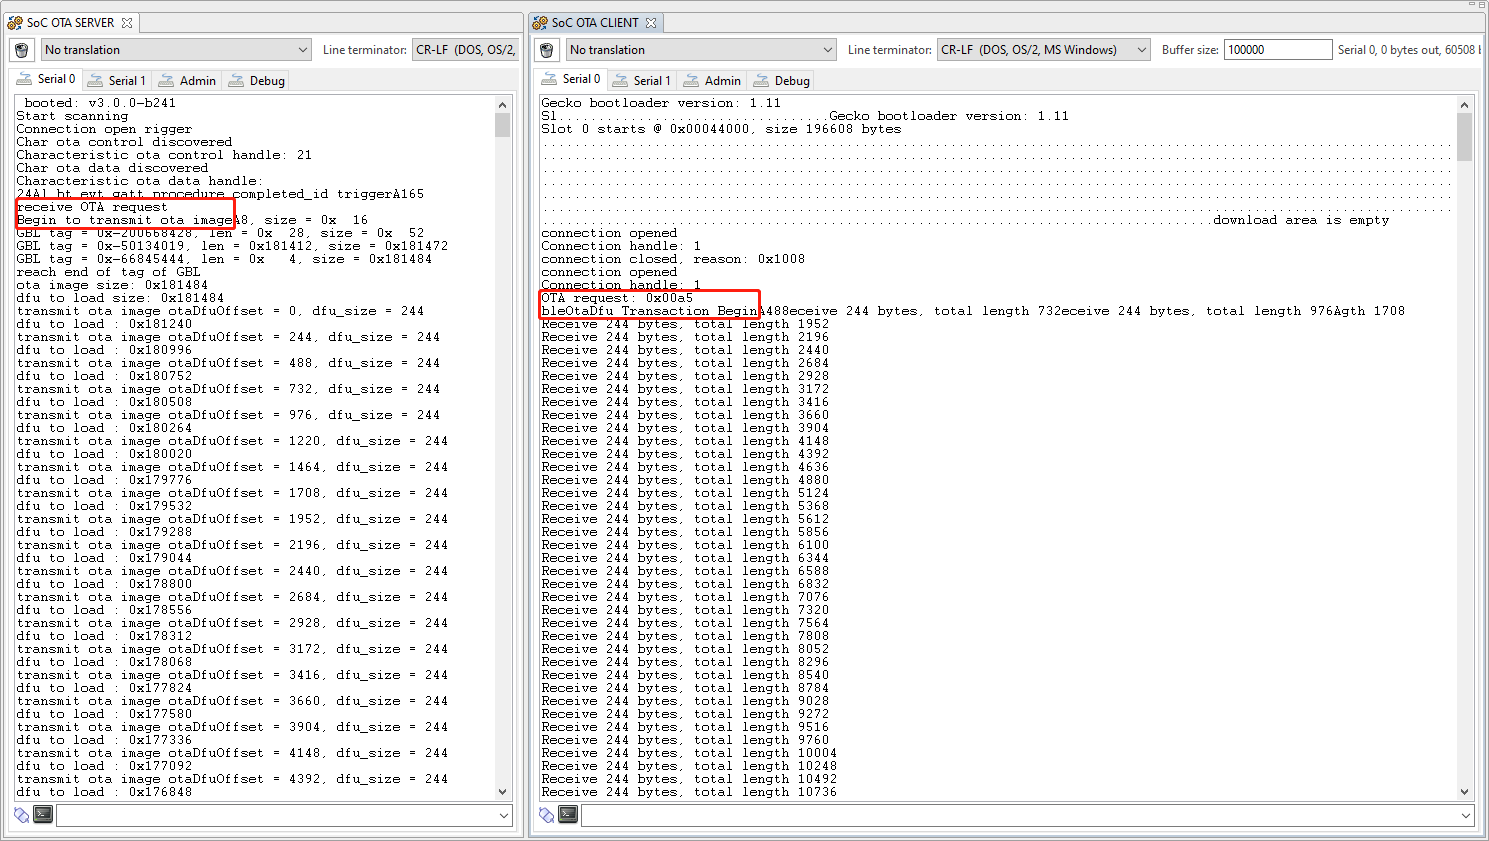 SoC OTA SERVER
No translation
Line terminator:
CR-LF (DOS, OS/2,
Serial 0
Serial 1
Admin
Debug
booted: v3.0.0-b241
Start scanning
Connection open rigger
Char ota control discovered
Characteristic ota control handle: 21
Char ota data discovered
Characteristic ota data handle:
24Al_bt_evt_gatt_procedure_completed_id triggerA165
receive OTA request
Begin to transmit ota imageA8, size = 0x  16
GBL tag = 0x-200668428, len = 0x  28, size = 0x  52
GBL tag = 0x-50134019, len = 0x181412, size = 0x181472
GBL tag = 0x-66845444, len = 0x   4, size = 0x181484
reach end of tag of GBL
ota image size: 0x181484
dfu to load size: 0x181484
transmit ota image otaDfuOffset = 0, dfu_size = 244
dfu to load : 0x181240
transmit ota image otaDfuOffset = 244, dfu_size = 244
dfu to load : 0x180996
transmit ota image otaDfuOffset = 488, dfu_size = 244
dfu to load : 0x180752
transmit ota image otaDfuOffset = 732, dfu_size = 244
dfu to load : 0x180508
transmit ota image otaDfuOffset = 976, dfu_size = 244
dfu to load : 0x180264
transmit ota image otaDfuOffset = 1220, dfu_size = 244
dfu to load : 0x180020
transmit ota image otaDfuOffset = 1464, dfu_size = 244
dfu to load : 0x179776
transmit ota image otaDfuOffset = 1708, dfu_size = 244
dfu to load : 0x179532
transmit ota image otaDfuOffset = 1952, dfu_size = 244
dfu to load : 0x179288
transmit ota image otaDfuOffset = 2196, dfu_size = 244
dfu to load : 0x179044
transmit ota image otaDfuOffset = 2440, dfu_size = 244
dfu to load : 0x178800
transmit ota image otaDfuOffset = 2684, dfu_size = 244
dfu to load : 0x178556
transmit ota image otaDfuOffset = 2928, dfu_size = 244
dfu to load : 0x178312
transmit ota image otaDfuOffset = 3172, dfu_size = 244
dfu to load : 0x178068
transmit ota image otaDfuOffset = 3416, dfu_size = 244
dfu to load : 0x177824
transmit ota image otaDfuOffset = 3660, dfu_size = 244
dfu to load : 0x177580
transmit ota image otaDfuOffset = 3904, dfu_size = 244
dfu to load : 0x177336
transmit ota image otaDfuOffset = 4148, dfu_size = 244
dfu to load : 0x177092
transmit ota image otaDfuOffset = 4392, dfu_size = 244
dfu to load : 0x176848
SoC OTA CLIENT
No translation
Line terminator:
CR-LF (DOS, OS/2, MS Windows)
Buffer size:
100000
Serial 0, 0 bytes out, 60508 b
Serial 0
Serial 1
Admin
Debug
Gecko bootloader version: 1.11
Sl.................................Gecko bootloader version: 1.11
Slot 0 starts @ 0x00044000, size 196608 bytes
download area is empty
connection opened
Connection handle: 1
connection closed, reason: 0x1008
connection opened
Connection handle: 1
OTA request: 0x00a5
bleOtaDfu Transaction BeginA488eceive 244 bytes, total length 732eceive 244 bytes, total length 976Agth 1708
Receive 244 bytes, total length 1952
Receive 244 bytes, total length 2196
Receive 244 bytes, total length 2440
Receive 244 bytes, total length 2684
Receive 244 bytes, total length 2928
Receive 244 bytes, total length 3172
Receive 244 bytes, total length 3416
Receive 244 bytes, total length 3660
Receive 244 bytes, total length 3904
Receive 244 bytes, total length 4148
Receive 244 bytes, total length 4392
Receive 244 bytes, total length 4636
Receive 244 bytes, total length 4880
Receive 244 bytes, total length 5124
Receive 244 bytes, total length 5368
Receive 244 bytes, total length 5612
Receive 244 bytes, total length 5856
Receive 244 bytes, total length 6100
Receive 244 bytes, total length 6344
Receive 244 bytes, total length 6588
Receive 244 bytes, total length 6832
Receive 244 bytes, total length 7076
Receive 244 bytes, total length 7320
Receive 244 bytes, total length 7564
Receive 244 bytes, total length 7808
Receive 244 bytes, total length 8052
Receive 244 bytes, total length 8296
Receive 244 bytes, total length 8540
Receive 244 bytes, total length 8784
Receive 244 bytes, total length 9028
Receive 244 bytes, total length 9272
Receive 244 bytes, total length 9516
Receive 244 bytes, total length 9760
Receive 244 bytes, total length 10004
Receive 244 bytes, total length 10248
Receive 244 bytes, total length 10492
Receive 244 bytes, total length 10736